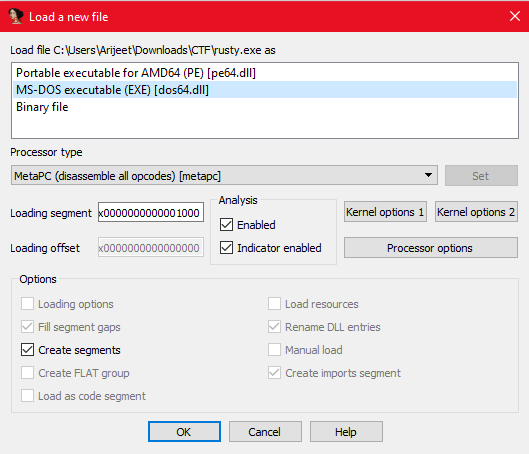 Load a new file
Load file C:\Users\Arijeet\Downloads\CTF\rusty.exe as
Portable executable for AMD64 (PE) [pe64.dll]
MS-DOS executable (EXE) [dos64.dll]
Binary file
Processor type
MetaPC (disassemble all opcodes) [metapc]
Set
Loading segment x0000000000001000
Loading offset x0000000000000000
Analysis
Enabled
Indicator enabled
Kernel options 1 Kernel options 2
Processor options
Options
Loading options Load resources
Fill segment gaps Rename DLL entries
Create segments Manual load
Create FLAT group Create imports segment
Load as code segment
OK Cancel Help